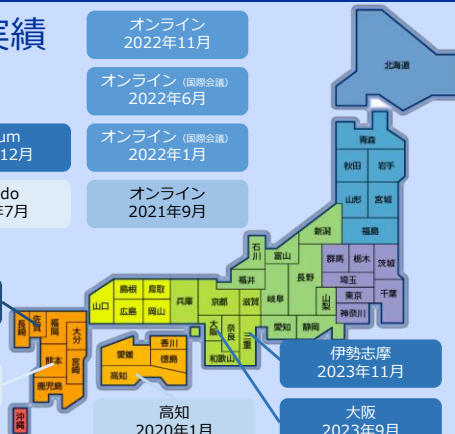 実績
オンライン
2022年11月
オンライン (国際会議)
2022年6月
オンライン (国際会議)
2022年1月
オンライン
2021年9月
um
12月
do
年7月
北海道
青森
秋田
岩手
山形
宮城
福島
新潟
群馬
栃木
茨城
埼玉
東京
千葉
神奈川
山梨
長野
石川
富山
福井
岐阜
愛知
静岡
京都
滋賀
兵庫
大阪
奈良
三重
和歌山
島根
鳥取
広島
岡山
山口
香川
愛媛
徳島
高知
長崎
佐賀
福岡
大分
熊本
宮崎
鹿児島
沖縄
伊勢志摩
2023年11月
高知
2020年1月
大阪
2023年9月